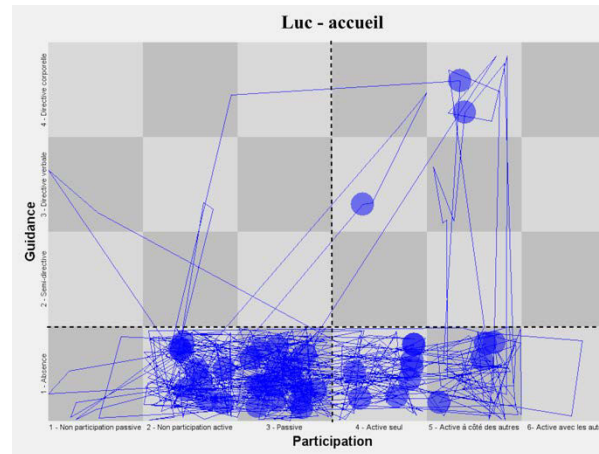 Luc - accueil
4 - Directive corporelle
3 - Directive verbale
2 - Semi-directive
1 - Absence
Guidance
1 - Non participation passive 2 - Non participation active 3 - Passive 4 - Active seul 5 - Active à côté des autres 6- Active avec les aut
Participation